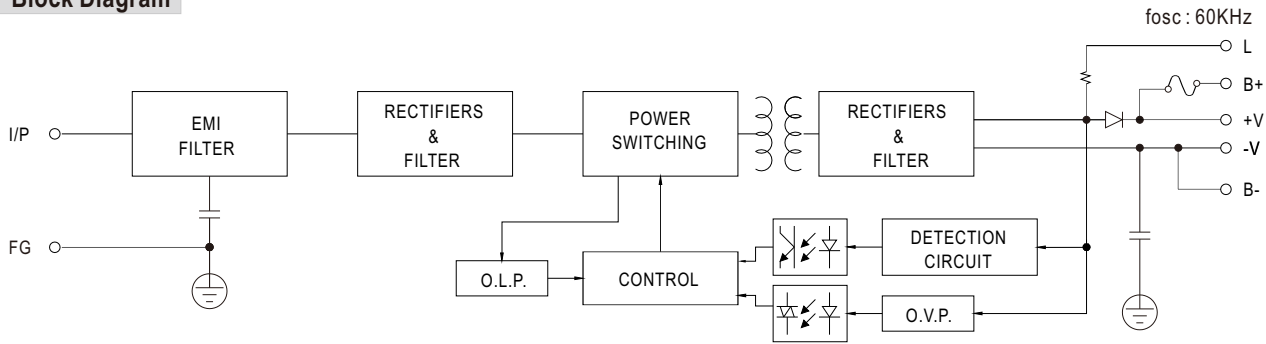 Block Diagram
fosc : 60KHz
L
B+
+V
-V
B-
I/P
EMI
FILTER
RECTIFIERS
&
FILTER
POWER
SWITCHING
RECTIFIERS
&
FILTER
FG
O.L.P.
CONTROL
DETECTION
CIRCUIT
O.V.P.